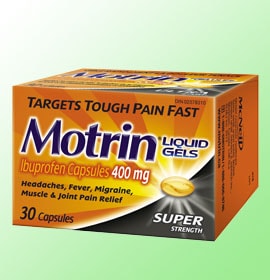 TARGETS TOUGH PAIN FAST
Motrin LIQUID
GELS
Ibuprofen Capsules 400 mg
Headaches, Fever, Migraine,
Muscle & Joint Pain Relief
30 Capsules
SUPER
STRENGTH
McNeil